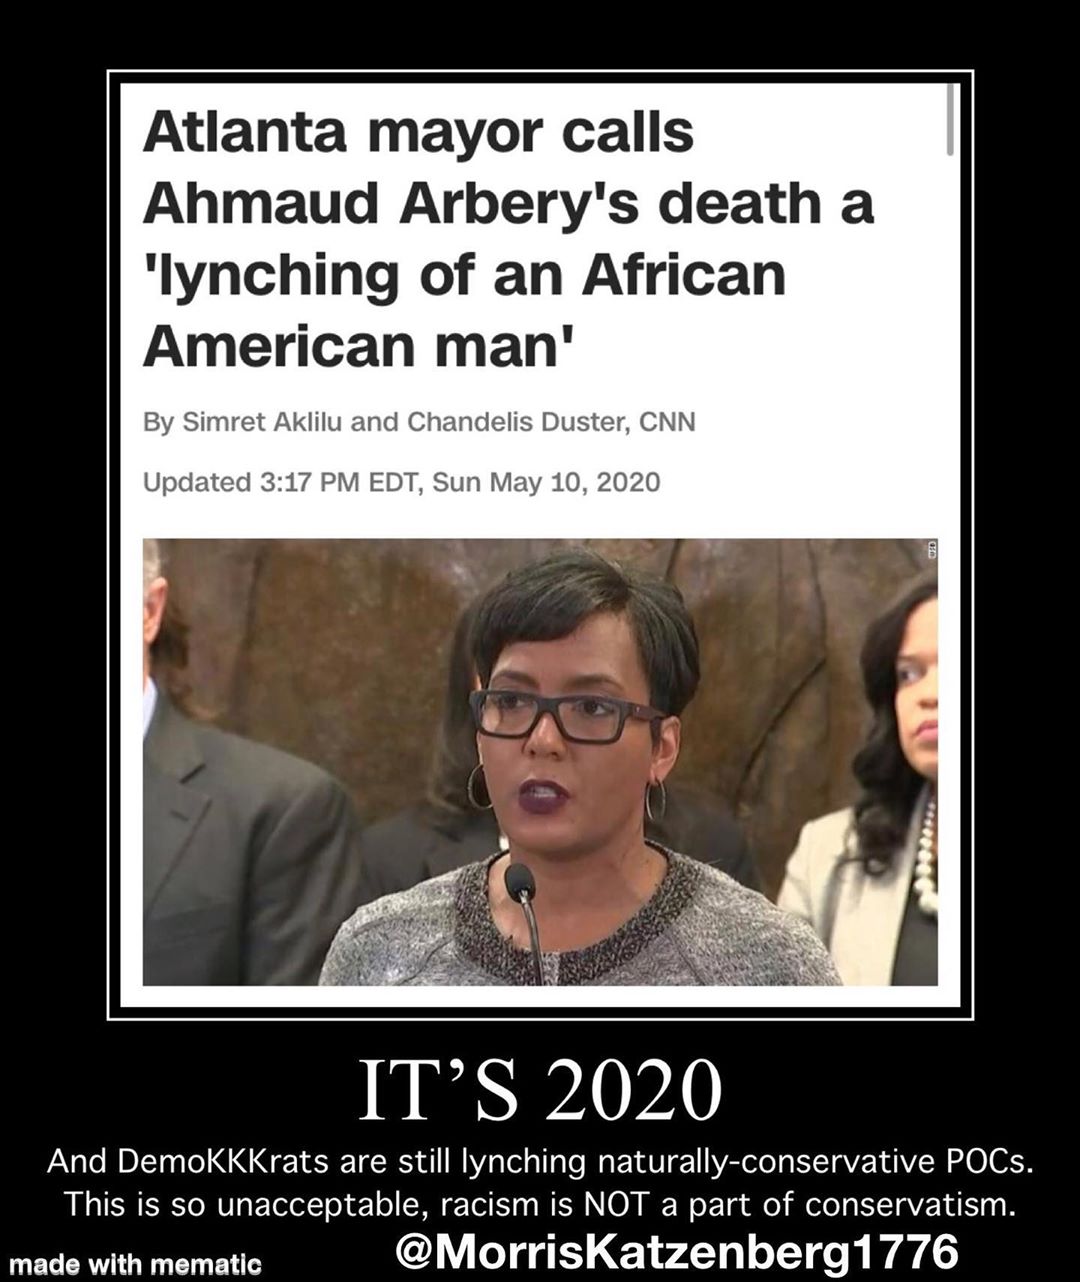 Atlanta mayor calls
Ahmaud Arbery's death a
'lynching of an African
American man'
By Simret Aklilu and Chandelis Duster, CNN
Updated 3:17 PM EDT, Sun May 10, 2020
IT’S 2020
And DemoKKKrats are still lynching naturally-conservative POCs.
This is so unacceptable, racism is NOT a part of conservatism.
@MorrisKatzenberg1776
made with mematic